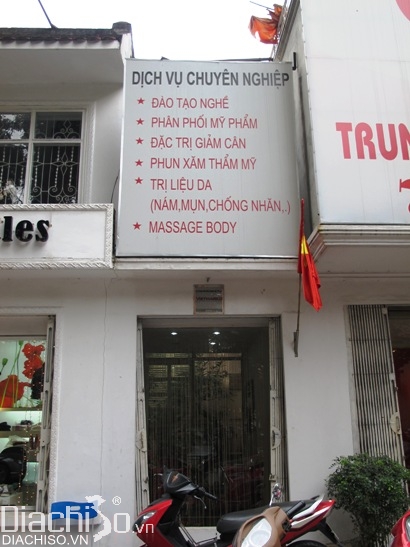 DỊCH VỤ CHUYÊN NGHIỆP
★ ĐÀO TẠO NGHỀ
★ PHÂN PHỐI MỸ PHẨM
★ ĐẶC TRỊ GIẢM CÂN
★ PHUN XĂM THẨM MỸ
★ TRỊ LIỆU DA
(NÁM,MỤN,CHỐNG NHĂN,.)
★ MASSAGE BODY
TRUN
les
DiachiSo.vn
DIACHISO.VN